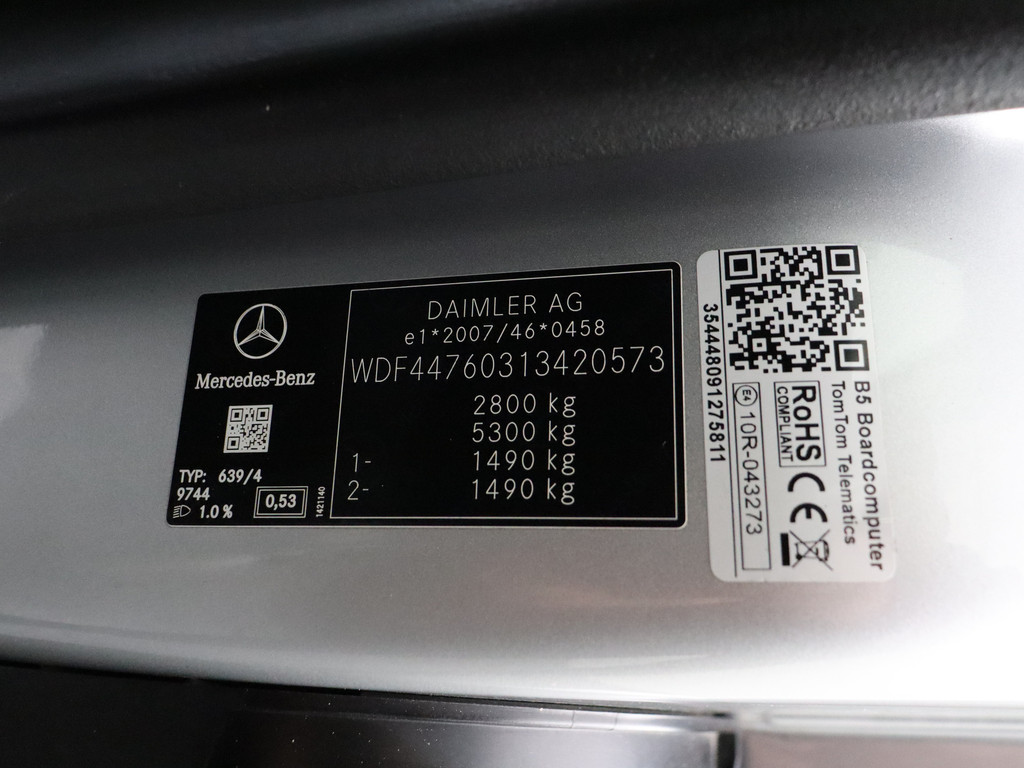 Mercedes-Benz
TYP: 639/4
9744
1.0 %
0,53
1421140
DAIMLER AG
e1*2007/46*0458
WDF44760313420573
2800 kg
5300 kg
1- 1490 kg
2- 1490 kg
B5 Boardcomputer
TomTom Telematics
RoHS
COMPLIANT
CE
E4 10R-043273
354448091275811